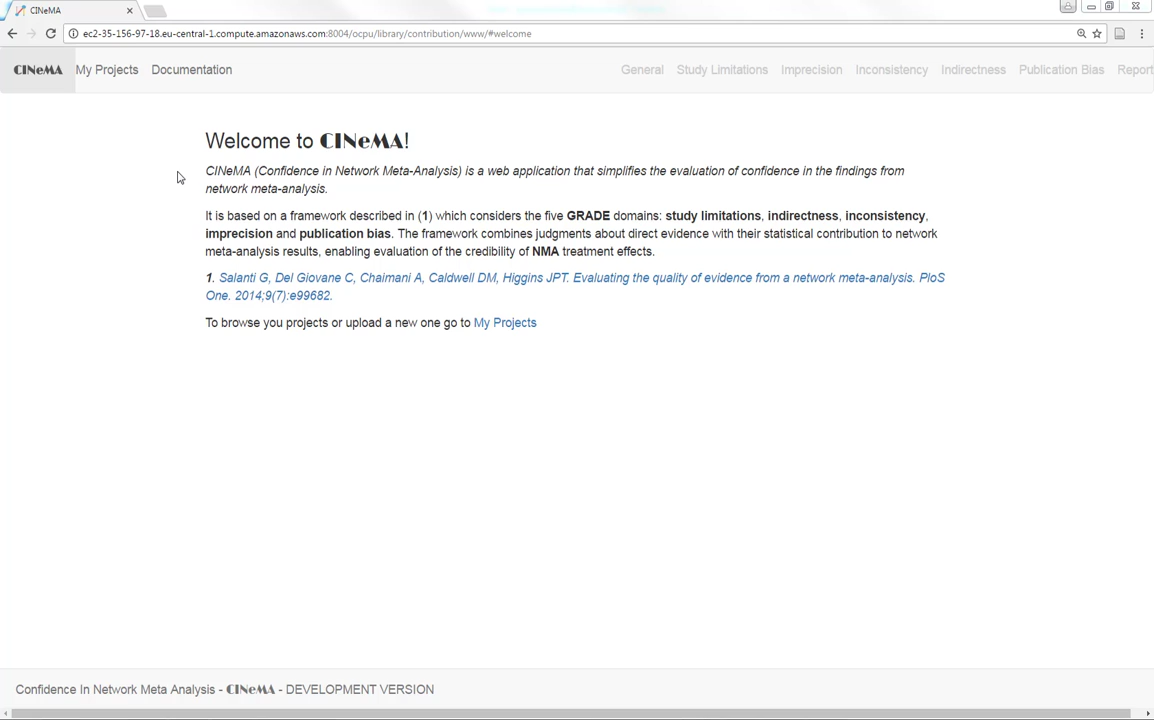 CINeMA
ec2-35-156-97-18.eu-central-1.compute.amazonaws.com:8004/ocpu/library/contribution/www/#welcome
CINeMA My Projects Documentation General Study Limitations Imprecision Inconsistency Indirectness Publication Bias Report
Welcome to CINeMA!
CINeMA (Confidence in Network Meta-Analysis) is a web application that simplifies the evaluation of confidence in the findings from
network meta-analysis.
It is based on a framework described in (1) which considers the five GRADE domains: study limitations, indirectness, inconsistency,
imprecision and publication bias. The framework combines judgments about direct evidence with their statistical contribution to network
meta-analysis results, enabling evaluation of the credibility of NMA treatment effects.
1. Salanti G, Del Giovane C, Chaimani A, Caldwell DM, Higgins JPT. Evaluating the quality of evidence from a network meta-analysis. PloS
One. 2014;9(7):e99682.
To browse you projects or upload a new one go to My Projects
Confidence In Network Meta Analysis - CINeMA - DEVELOPMENT VERSION